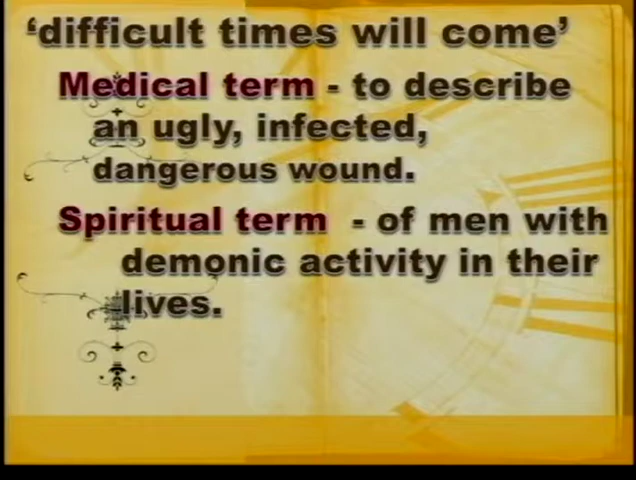 ‘difficult times will come’
Medical term - to describe
an ugly, infected,
dangerous wound.
Spiritual term - of men with
demonic activity in their
lives.